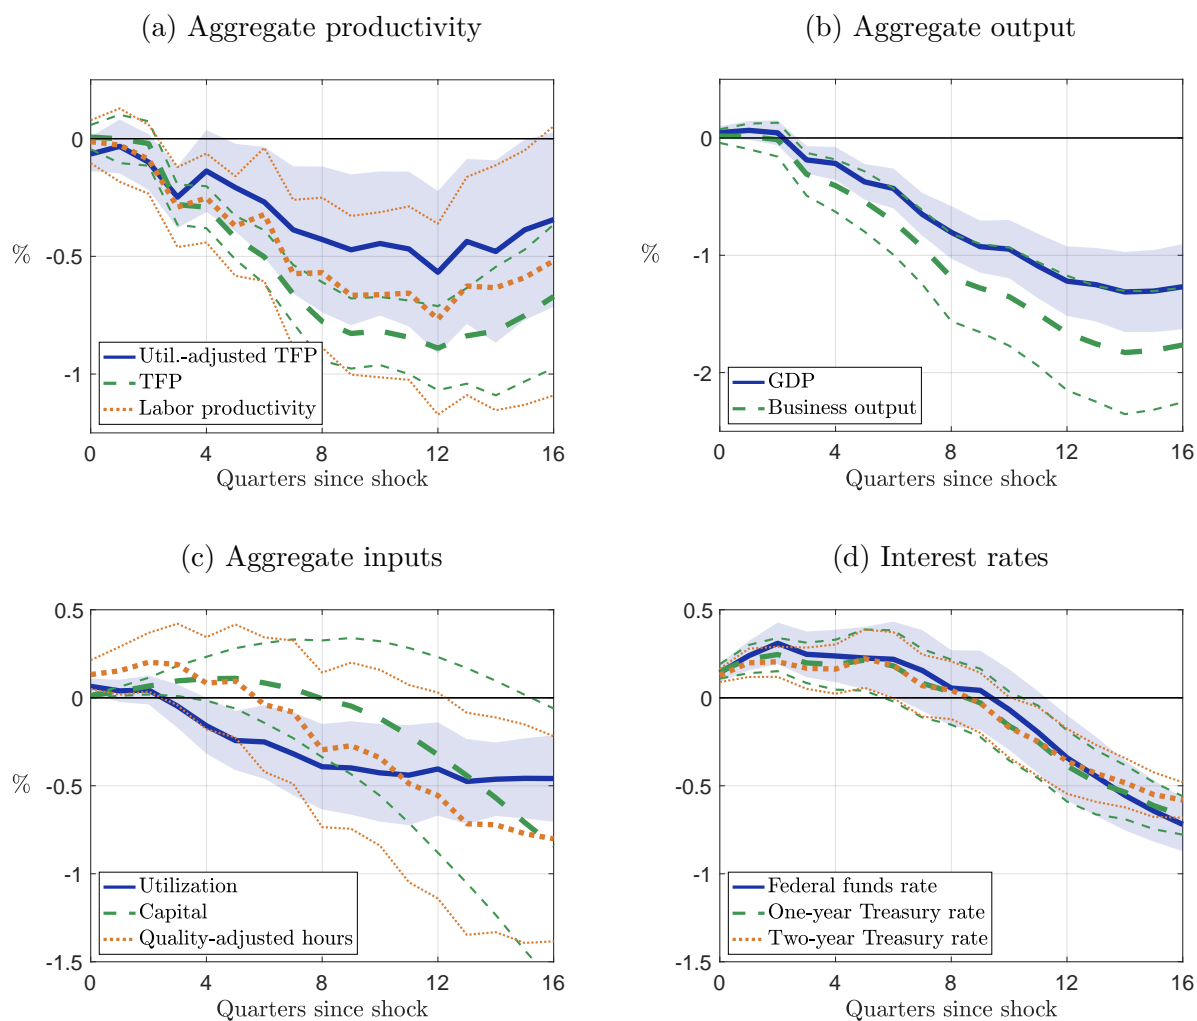 (a) Aggregate productivity
0
-0.5
-1
%
Util.-adjusted TFP
TFP
Labor productivity
0 4 8 12 16
Quarters since shock
(b) Aggregate output
0
-1
-2
%
GDP
Business output
0 4 8 12 16
Quarters since shock
(c) Aggregate inputs
0.5
0
-0.5
-1
-1.5
%
Utilization
Capital
Quality-adjusted hours
0 4 8 12 16
Quarters since shock
(d) Interest rates
0.5
0
-0.5
-1
-1.5
%
Federal funds rate
One-year Treasury rate
Two-year Treasury rate
0 4 8 12 16
Quarters since shock